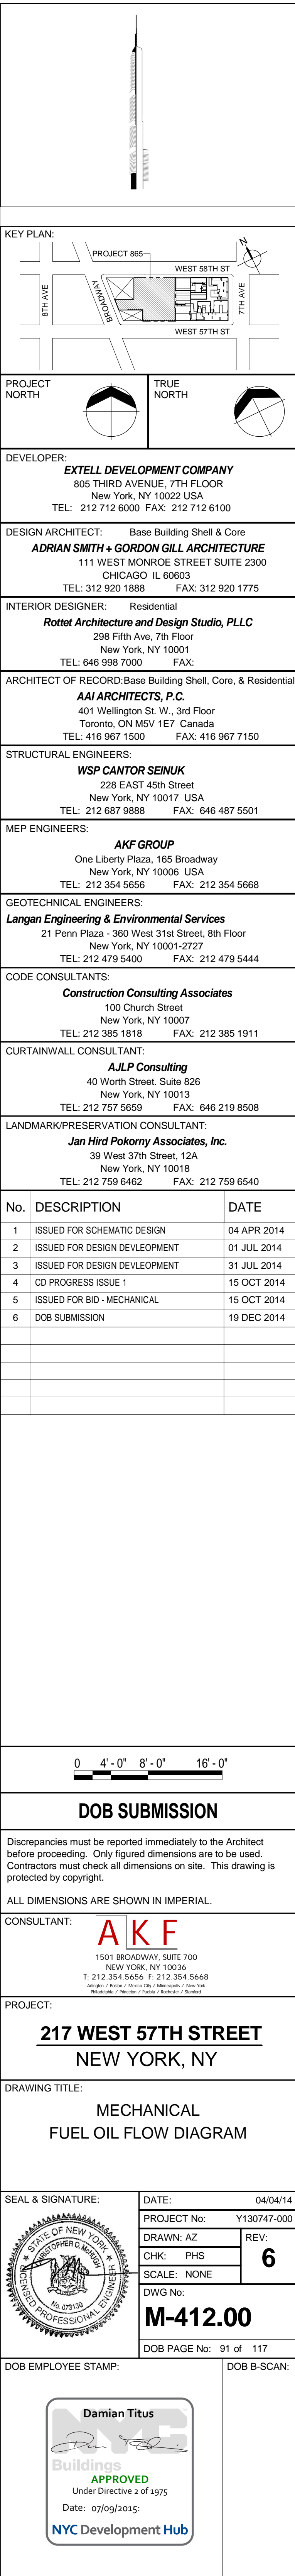 KEY PLAN:
N
PROJECT 865
WEST 58TH ST
8TH AVE
BROADWAY
7TH AVE
WEST 57TH ST
PROJECT
NORTH
TRUE
NORTH
DEVELOPER:
EXTELL DEVELOPMENT COMPANY
805 THIRD AVENUE, 7TH FLOOR
New York, NY 10022 USA
TEL: 212 712 6000 FAX: 212 712 6100
DESIGN ARCHITECT: Base Building Shell & Core
ADRIAN SMITH + GORDON GILL ARCHITECTURE
111 WEST MONROE STREET SUITE 2300
CHICAGO IL 60603
TEL: 312 920 1888 FAX: 312 920 1775
INTERIOR DESIGNER: Residential
Rottet Architecture and Design Studio, PLLC
298 Fifth Ave, 7th Floor
New York, NY 10001
TEL: 646 998 7000 FAX:
ARCHITECT OF RECORD:Base Building Shell, Core, & Residential
AAI ARCHITECTS, P.C.
401 Wellington St. W., 3rd Floor
Toronto, ON M5V 1E7 Canada
TEL: 416 967 1500 FAX: 416 967 7150
STRUCTURAL ENGINEERS:
WSP CANTOR SEINUK
228 EAST 45th Street
New York, NY 10017 USA
TEL: 212 687 9888 FAX: 646 487 5501
MEP ENGINEERS:
AKF GROUP
One Liberty Plaza, 165 Broadway
New York, NY 10006 USA
TEL: 212 354 5656 FAX: 212 354 5668
GEOTECHNICAL ENGINEERS:
Langan Engineering & Environmental Services
21 Penn Plaza - 360 West 31st Street, 8th Floor
New York, NY 10001-2727
TEL: 212 479 5400 FAX: 212 479 5444
CODE CONSULTANTS:
Construction Consulting Associates
100 Church Street
New York, NY 10007
TEL: 212 385 1818 FAX: 212 385 1911
CURTAINWALL CONSULTANT:
AJLP Consulting
40 Worth Street. Suite 826
New York, NY 10013
TEL: 212 757 5659 FAX: 646 219 8508
LANDMARK/PRESERVATION CONSULTANT:
Jan Hird Pokorny Associates, Inc.
39 West 37th Street, 12A
New York, NY 10018
TEL: 212 759 6462 FAX: 212 759 6540
No. DESCRIPTION DATE
1 ISSUED FOR SCHEMATIC DESIGN 04 APR 2014
2 ISSUED FOR DESIGN DEVLEOPMENT 01 JUL 2014
3 ISSUED FOR DESIGN DEVLEOPMENT 31 JUL 2014
4 CD PROGRESS ISSUE 1 15 OCT 2014
5 ISSUED FOR BID - MECHANICAL 15 OCT 2014
6 DOB SUBMISSION 19 DEC 2014
0 4' - 0" 8' - 0" 16' - 0"
DOB SUBMISSION
Discrepancies must be reported immediately to the Architect
before proceeding. Only figured dimensions are to be used.
Contractors must check all dimensions on site. This drawing is
protected by copyright.
ALL DIMENSIONS ARE SHOWN IN IMPERIAL.
CONSULTANT:
AKF
1501 BROADWAY, SUITE 700
NEW YORK, NY 10036
T: 212.354.5656 F: 212.354.5668
Arlington / Boston / Mexico City / Minneapolis / New York
Philadelphia / Princeton / Puebla / Rochester / Stamford
PROJECT:
217 WEST 57TH STREET
NEW YORK, NY
DRAWING TITLE:
MECHANICAL
FUEL OIL FLOW DIAGRAM
SEAL & SIGNATURE:
STATE OF NEW YORK
No. 073130
LICENSED PROFESSIONAL ENGINEER
DATE: 04/04/14
PROJECT No: Y130747-000
DRAWN: AZ
REV:
6
CHK: PHS
SCALE: NONE
DWG No:
M-412.00
DOB PAGE No: 91 of 117
DOB EMPLOYEE STAMP:
DOB B-SCAN:
Damian Titus
NYC
Buildings
APPROVED
Under Directive 2 of 1975
Date: 07/09/2015:
NYC Development Hub